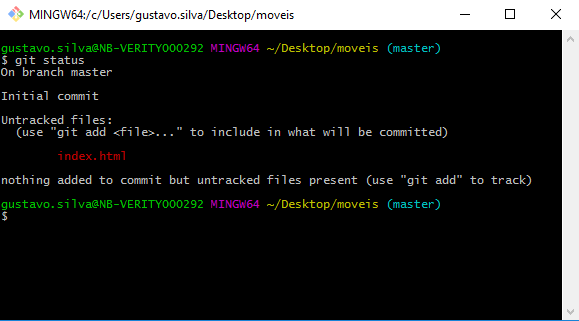 MINGW64:/c/Users/gustavo.silva/Desktop/moveis
gustavo.silva@NB-VERITY000292 MINGW64 ~/Desktop/moveis (master)
$ git status
On branch master
Initial commit
Untracked files:
  (use "git add <file>..." to include in what will be committed)
        index.html
nothing added to commit but untracked files present (use "git add" to track)
gustavo.silva@NB-VERITY000292 MINGW64 ~/Desktop/moveis (master)
$